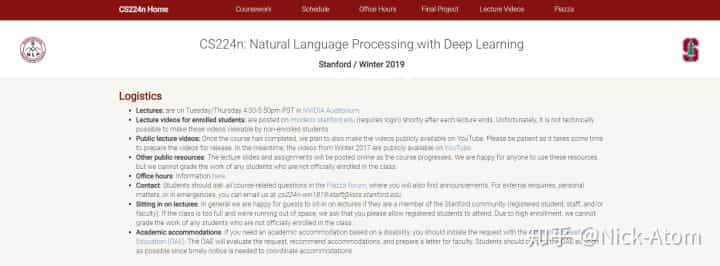 CS224n Home Coursework Schedule Office Hours Final Project Lecture Videos Piazza
CS224n: Natural Language Processing with Deep Learning
Stanford / Winter 2019
NLP
Logistics
• Lectures: are on Tuesday/Thursday 4:30-5:50pm PST in NVIDIA Auditorium.
• Lecture videos for enrolled students: are posted on mvideox.stanford.edu (requires login) shortly after each lecture ends. Unfortunately, it is not technically
possible to make these videos viewable by non-enrolled students.
• Public lecture videos: Once the course has completed, we plan to also make the videos publicly available on YouTube. Please be patient as it takes some time
to prepare the videos for release. In the meantime, the videos from Winter 2017 are publicly available on YouTube.
• Other public resources: The lecture slides and assignments will be posted online as the course progresses. We are happy for anyone to use these resources,
but we cannot grade the work of any students who are not officially enrolled in the class.
• Office hours: Information here.
• Contact: Students should ask all course-related questions in the Piazza forum, where you will also find announcements. For external enquiries, personal
matters, or in emergencies, you can email us at cs224n-win1819-staff@lists.stanford.edu.
• Sitting in on lectures: In general we are happy for guests to sit-in on lectures if they are a member of the Stanford community (registered student, staff, and/or
faculty). If the class is too full and we're running out of space, we ask that you please allow registered students to attend. Due to high enrollment, we cannot
grade the work of any students who are not officially enrolled in the class.
• Academic accommodations: If you need an academic accommodation based on a disability, you should initiate the request with the
Education (OAE). The OAE will evaluate the request, recommend accommodations, and prepare a letter for faculty. Students should
as possible since timely notice is needed to coordinate accommodations.
知乎 @Nick-Atom